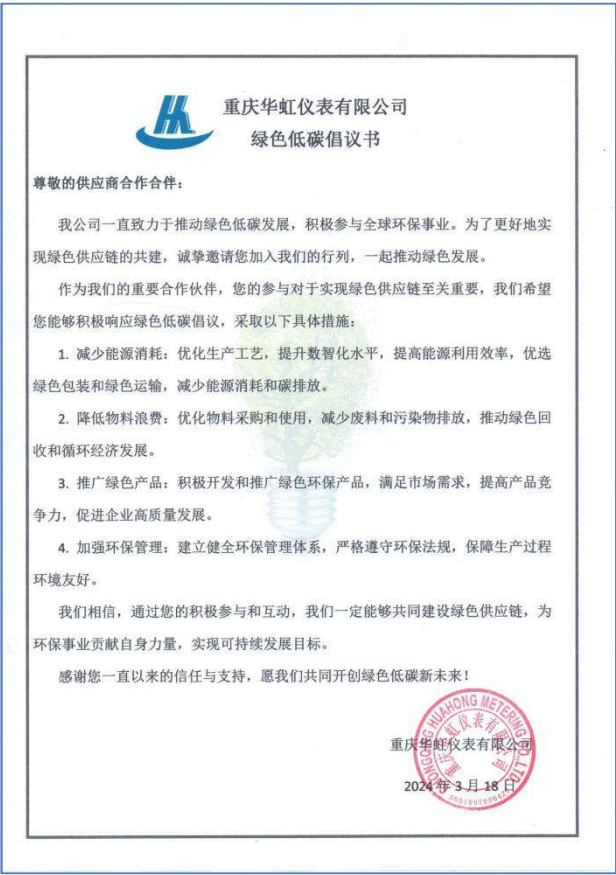 重庆华虹仪表有限公司
绿色低碳倡议书
尊敬的供应商合作合伴：
我公司一直致力于推动绿色低碳发展，积极参与全球环保事业。为了更好地实
现绿色供应链的共建，诚挚邀请您加入我们的行列，一起推动绿色发展。
作为我们的重要合作伙伴，您的参与对于实现绿色供应链至关重要，我们希望
您能够积极响应绿色低碳倡议，采取以下具体措施：
1. 减少能源消耗：优化生产工艺，提升数智化水平，提高能源利用效率，优选
绿色包装和绿色运输，减少能源消耗和碳排放。
2. 降低物料浪费：优化物料采购和使用，减少废料和污染物排放，推动绿色回
收和循环经济发展。
3. 推广绿色产品：积极开发和推广绿色环保产品，满足市场需求，提高产品竞
争力，促进企业高质量发展。
4. 加强环保管理：建立健全环保管理体系，严格遵守环保法规，保障生产过程
环境友好。
我们相信，通过您的积极参与和互动，我们一定能够共同建设绿色供应链，为
环保事业贡献自身力量，实现可持续发展目标。
感谢您一直以来的信任与支持，愿我们共同开创绿色低碳新未来！
CHONGQING HUAHONG METERING CO.,LTD
重庆华虹仪表有限公司
重庆华虹仪表有限公司
2024 年 3 月 18 日